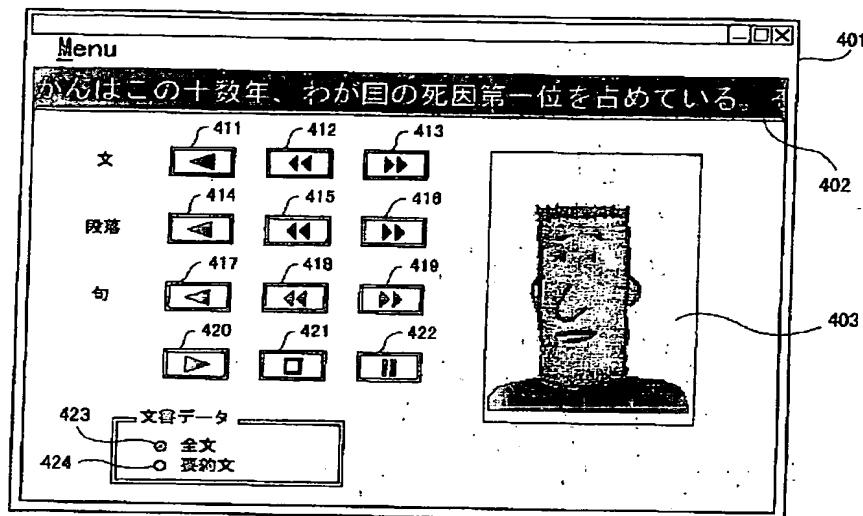 Menu
401
がんはこの十数年、わが国の死因第一位を占めている。そ
402
文
411
412
413
段落
414
415
416
句
417
418
419
420
421
422
403
文書データ
423
全文
424
要約文